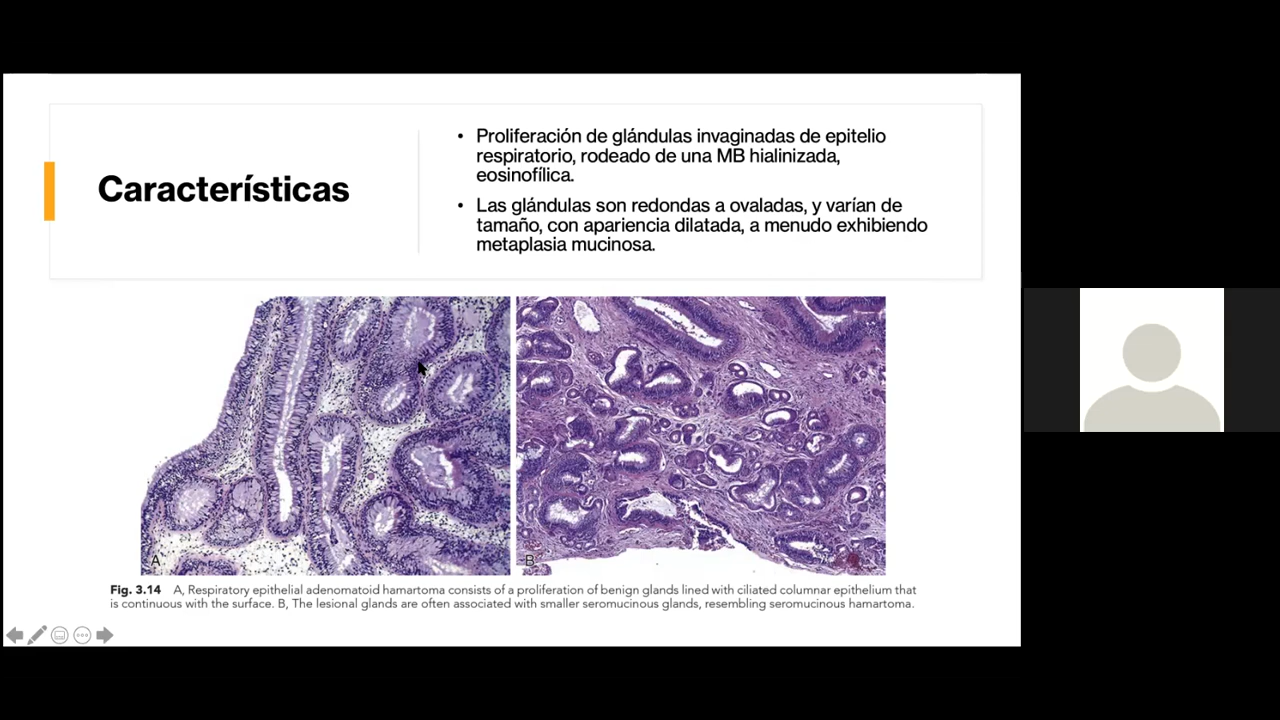 Características
• Proliferación de glándulas invaginadas de epitelio
respiratorio, rodeado de una MB hialinizada,
eosinofílica.
• Las glándulas son redondas a ovaladas, y varían de
tamaño, con apariencia dilatada, a menudo exhibiendo
metaplasia mucinosa.
A
B
Fig. 3.14 A, Respiratory epithelial adenomatoid hamartoma consists of a proliferation of benign glands lined with ciliated columnar epithelium that
is continuous with the surface. B, The lesional glands are often associated with smaller seromucinous glands, resembling seromucinous hamartoma.